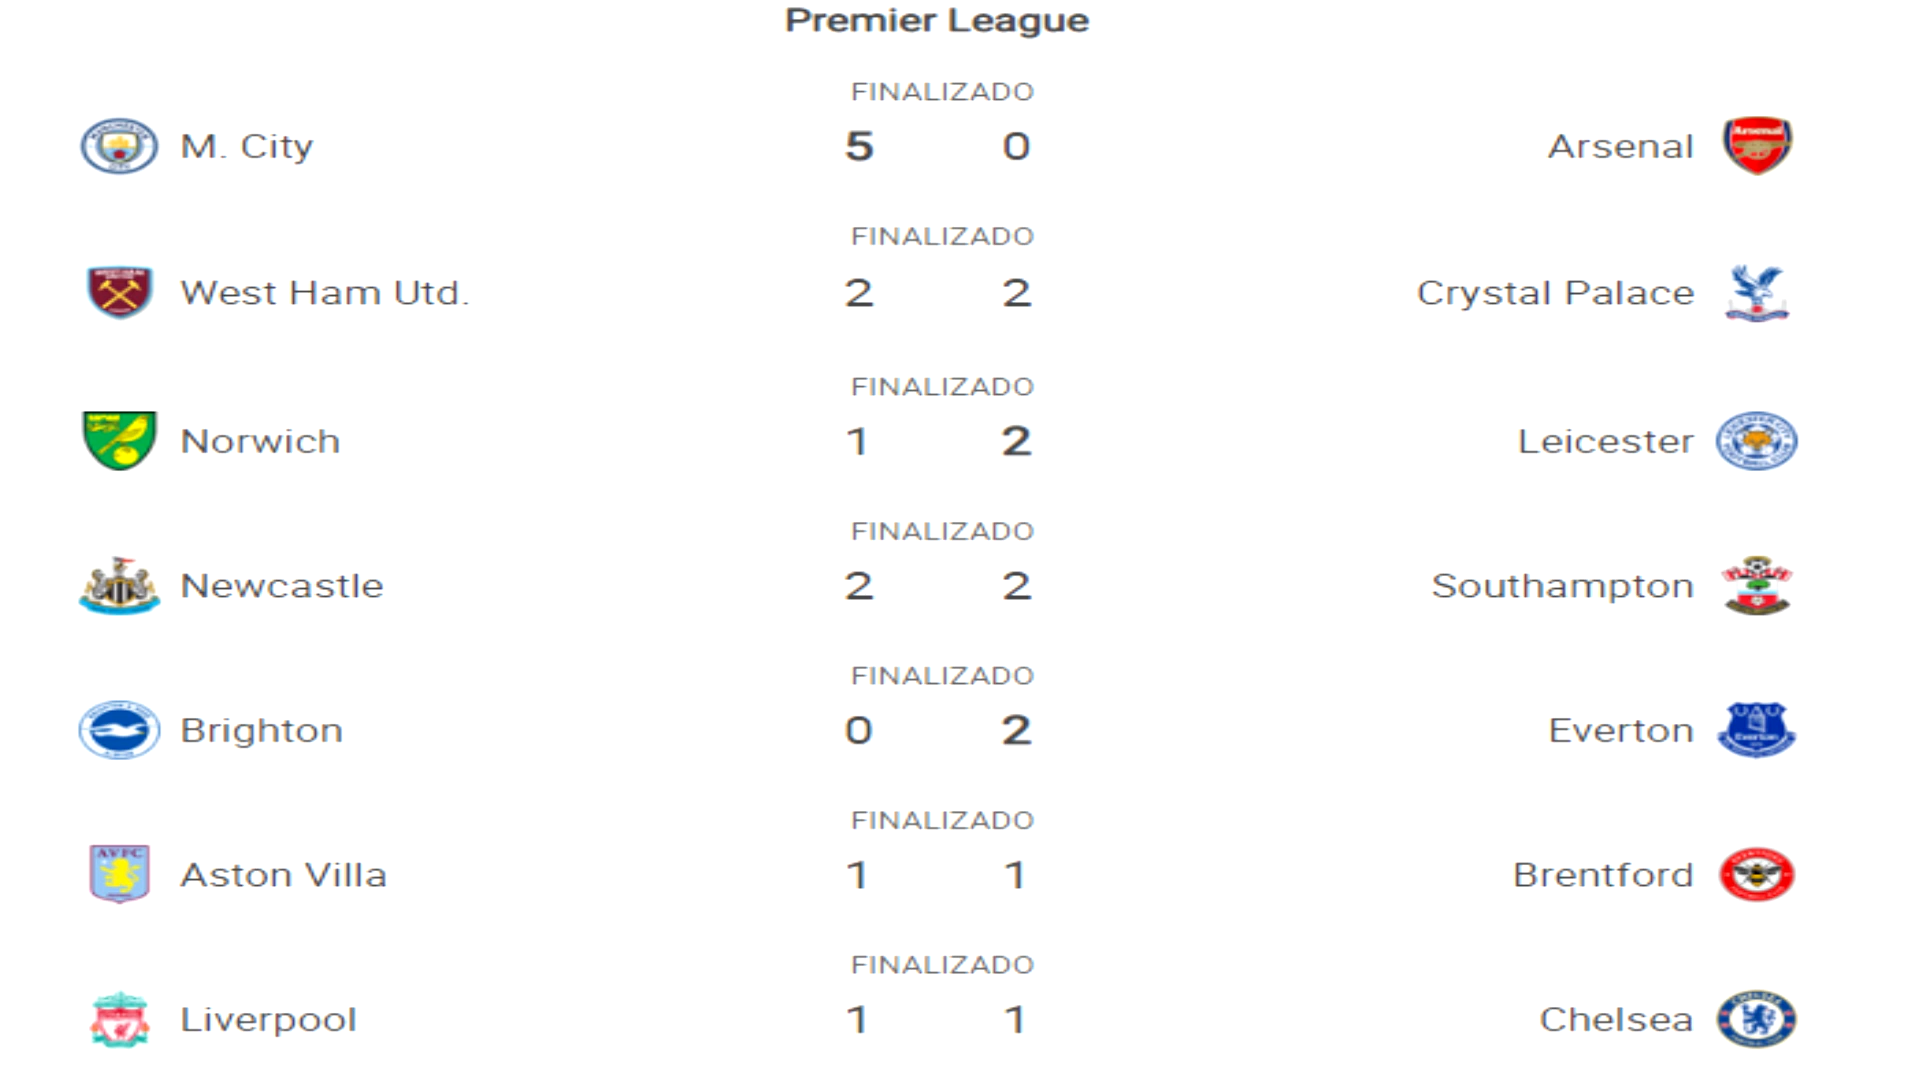 Premier League
FINALIZADO
M. City 5 0 Arsenal
FINALIZADO
West Ham Utd. 2 2 Crystal Palace
FINALIZADO
Norwich 1 2 Leicester
FINALIZADO
Newcastle 2 2 Southampton
FINALIZADO
Brighton 0 2 Everton
FINALIZADO
Aston Villa 1 1 Brentford
FINALIZADO
Liverpool 1 1 Chelsea